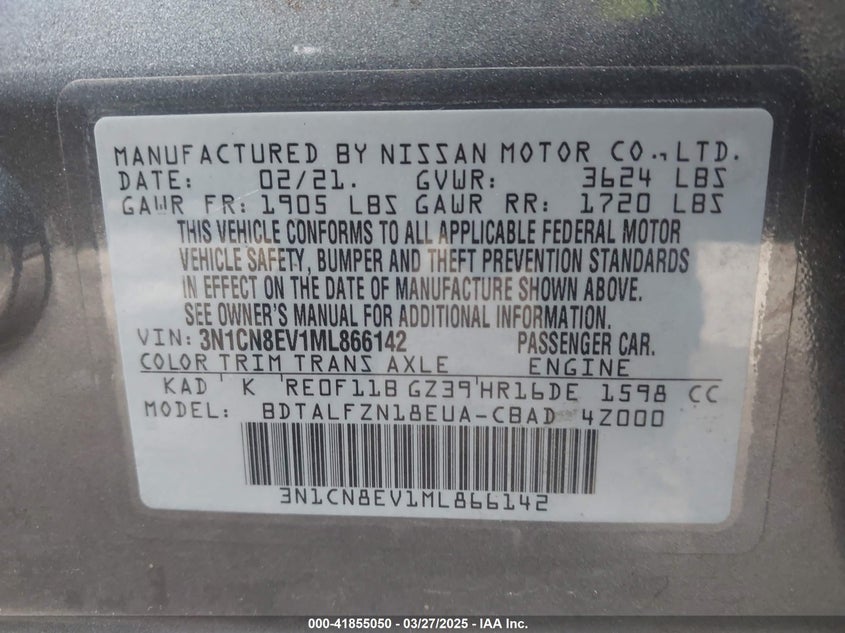 MANUFACTURED BY NISSAN MOTOR CO., LTD.
DATE: 02/21. GVWR: 3624 LBS
GAWR FR: 1905 LBS GAWR RR: 1720 LBS
THIS VEHICLE CONFORMS TO ALL APPLICABLE FEDERAL MOTOR
VEHICLE SAFETY, BUMPER AND THEFT PREVENTION STANDARDS
IN EFFECT ON THE DATE OF MANUFACTURE SHOWN ABOVE.
SEE OWNER'S MANUAL FOR ADDITIONAL INFORMATION.
VIN: 3N1CN8EV1ML866142 PASSENGER CAR.
COLOR TRIM TRANS AXLE ENGINE
KAD K RE0F11B GZ39 HR16DE 1598 CC
MODEL: BDTALFZN18EUA-CBAD 4Z000
3N1CN8EV1ML866142
000-41855050 - 03/27/2025 - IAA Inc.